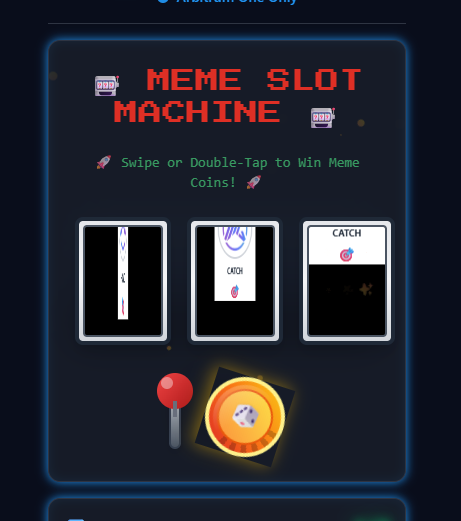 Arbitrum One Only
MEME SLOT
MACHINE
Swipe or Double-Tap to Win Meme
Coins!
CATCH
CATCH